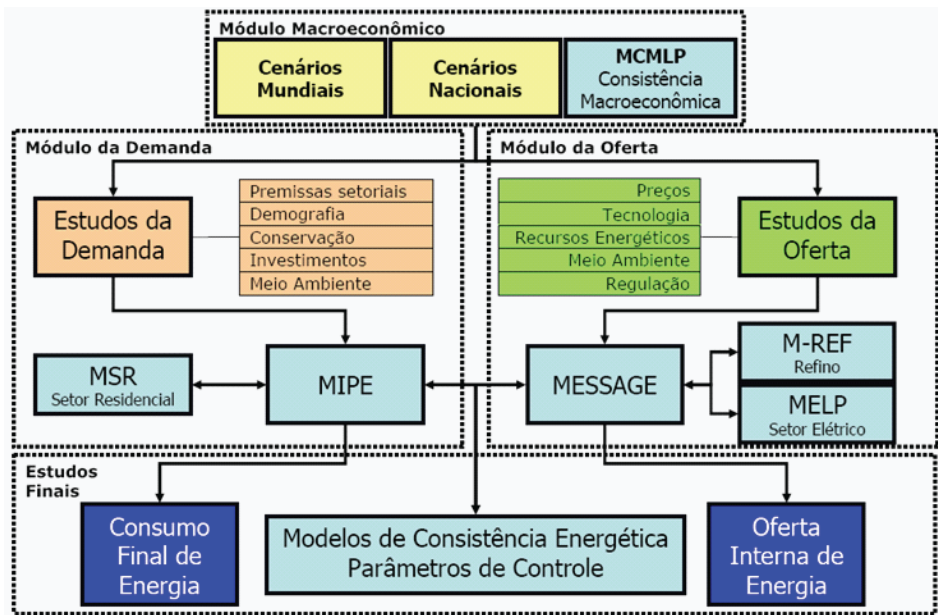 Módulo Macroeconômico
Cenários
Mundiais
Cenários
Nacionais
MCMLP
Consistência
Macroeconômica
Módulo da Demanda
Estudos da
Demanda
Premissas setoriais
Demografia
Conservação
Investimentos
Meio Ambiente
MSR
Setor Residencial
MIPE
Módulo da Oferta
Preços
Tecnologia
Recursos Energéticos
Meio Ambiente
Regulação
Estudos da
Oferta
MESSAGE
M-REF
Refino
MELP
Setor Elétrico
Estudos
Finais
Consumo
Final de
Energia
Modelos de Consistência Energética
Parâmetros de Controle
Oferta
Interna de
Energia